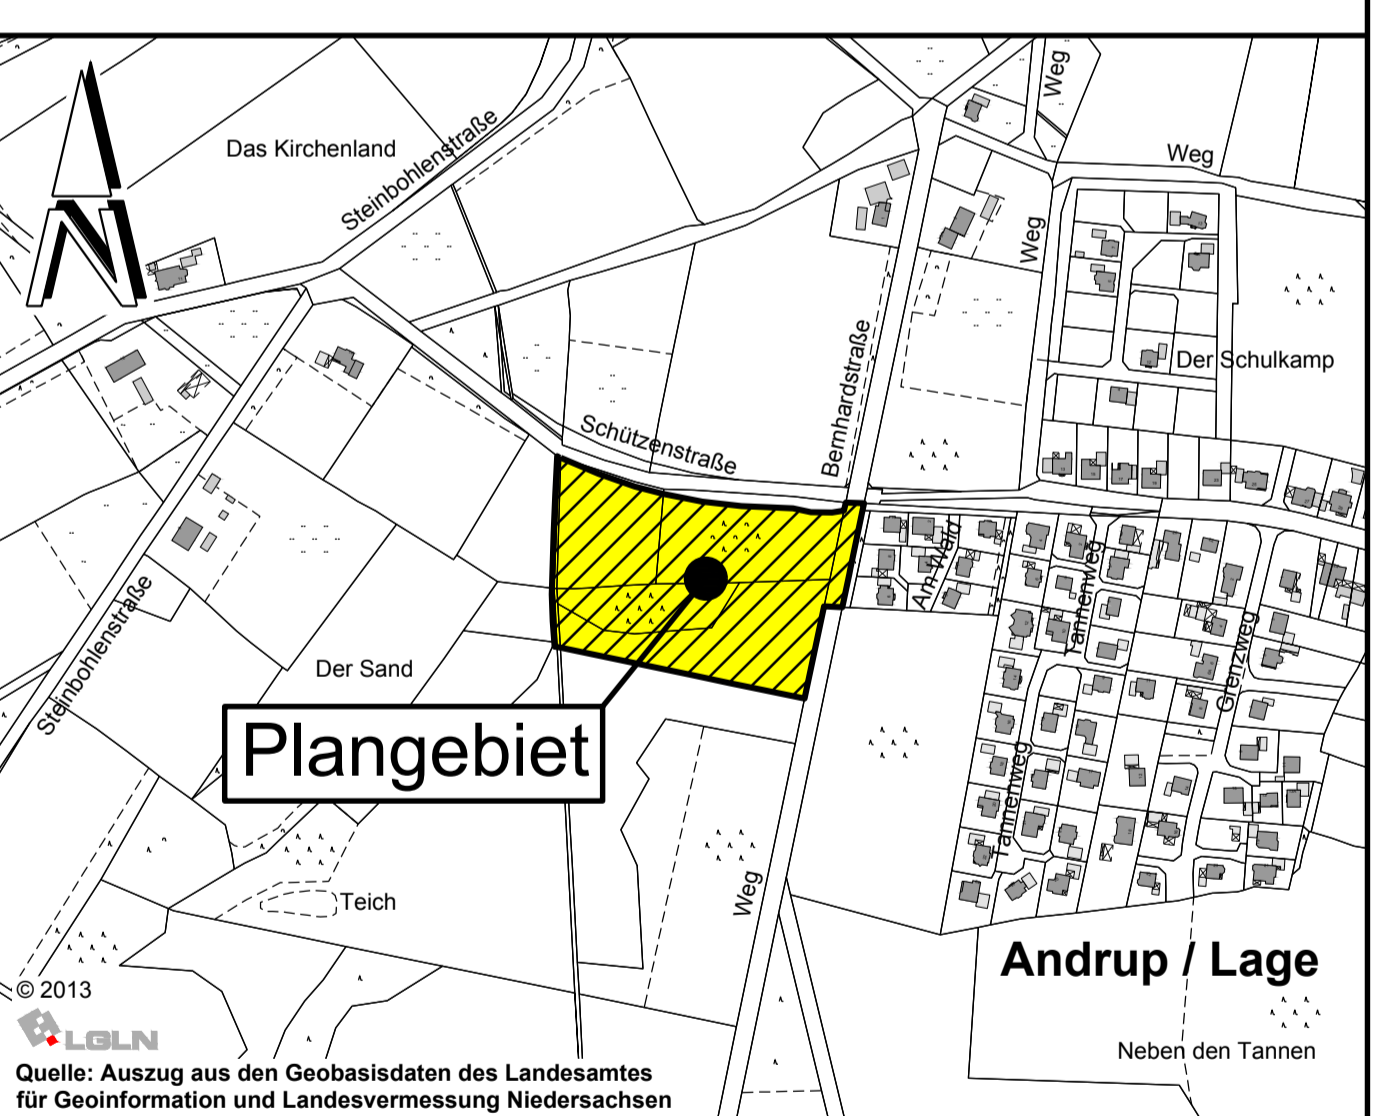 Weg
Das Kirchenland
Steinbohlenstraße
Weg
N
Weg
Bernhardstraße
Der Schulkamp
Schützenstraße
Am Wald
Tannenweg
Steinbohlenstraße
Grenzweg
Der Sand
Plangebiet
Tannenweg
Weg
Teich
Andrup / Lage
© 2013
LGLN
Neben den Tannen
Quelle: Auszug aus den Geobasisdaten des Landesamtes
für Geoinformation und Landesvermessung Niedersachsen